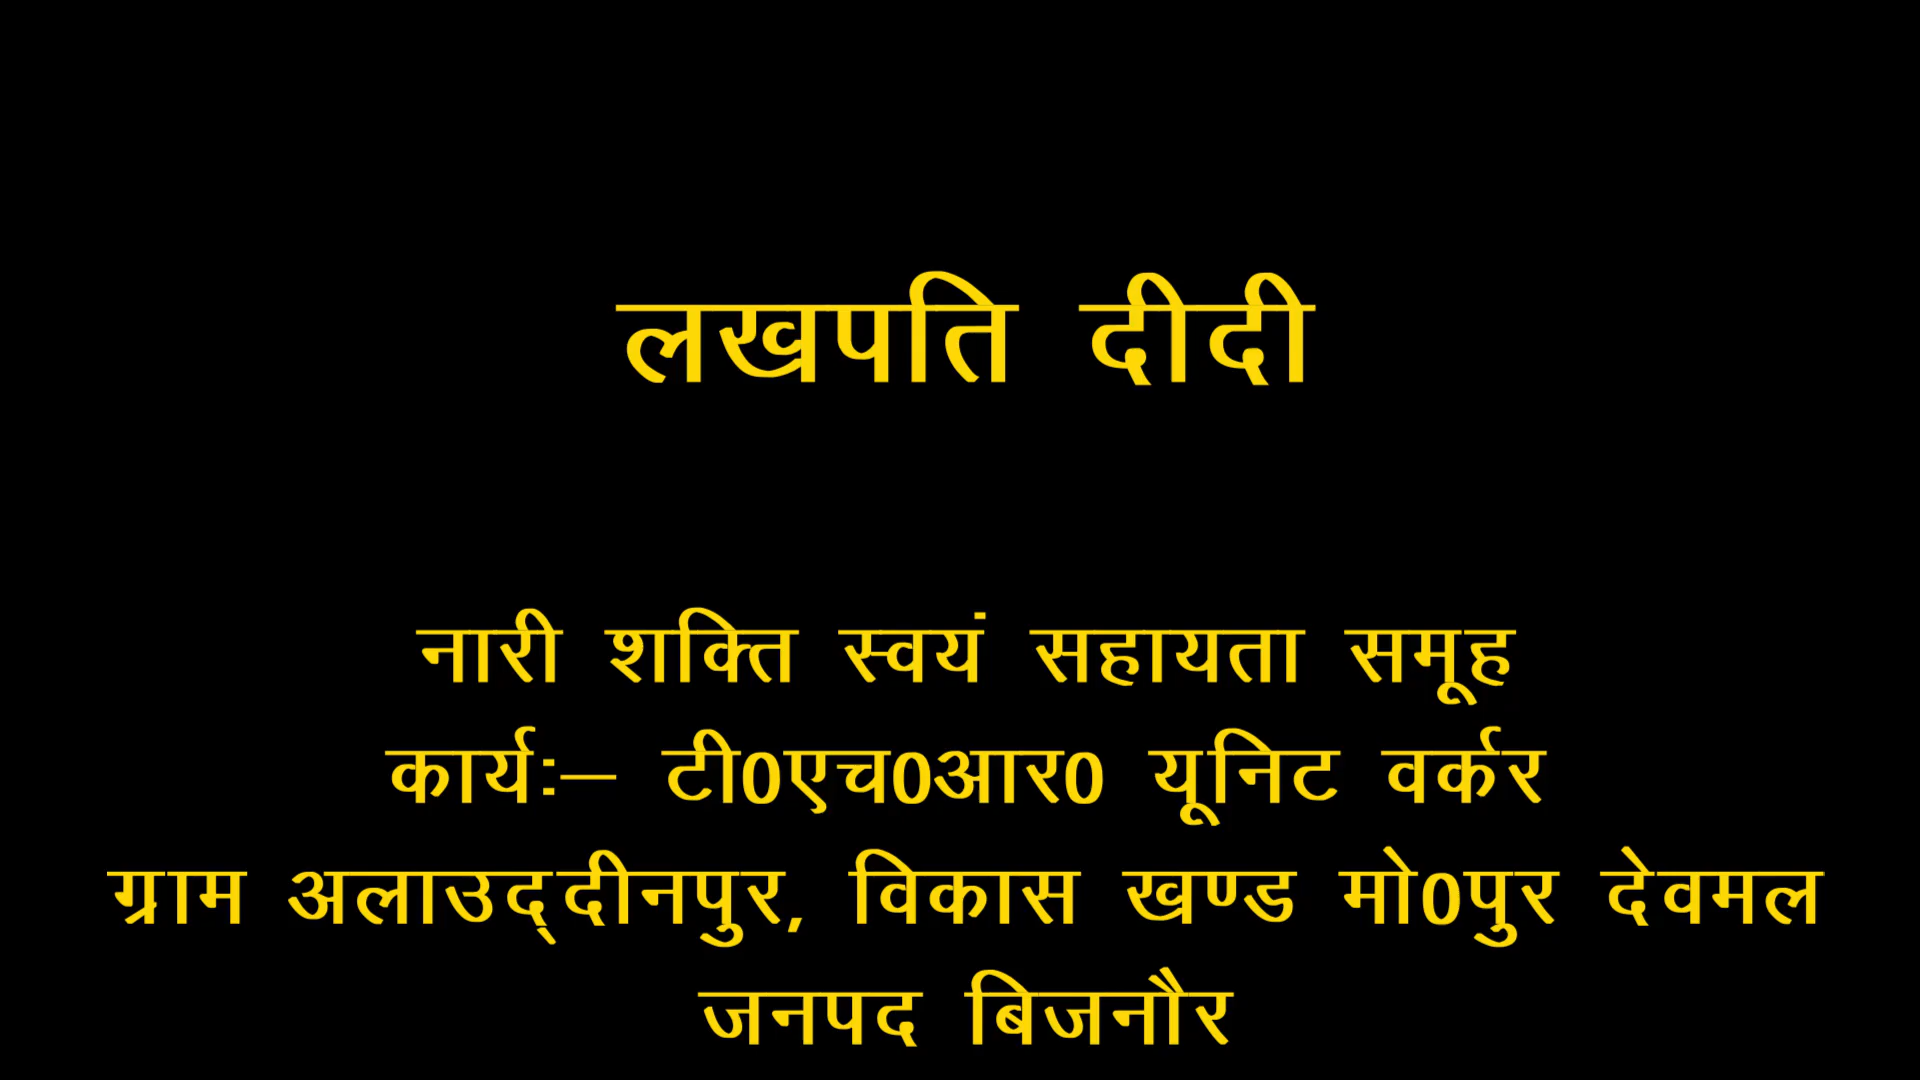 लखपति दीदी
नारी शक्ति स्वयं सहायता समूह
कार्यः– टी0एच0आर0 यूनिट वर्कर
ग्राम अलाउद्‌दीनपुर, विकास खण्ड मो0पुर देवमल
जनपद बिजनौर